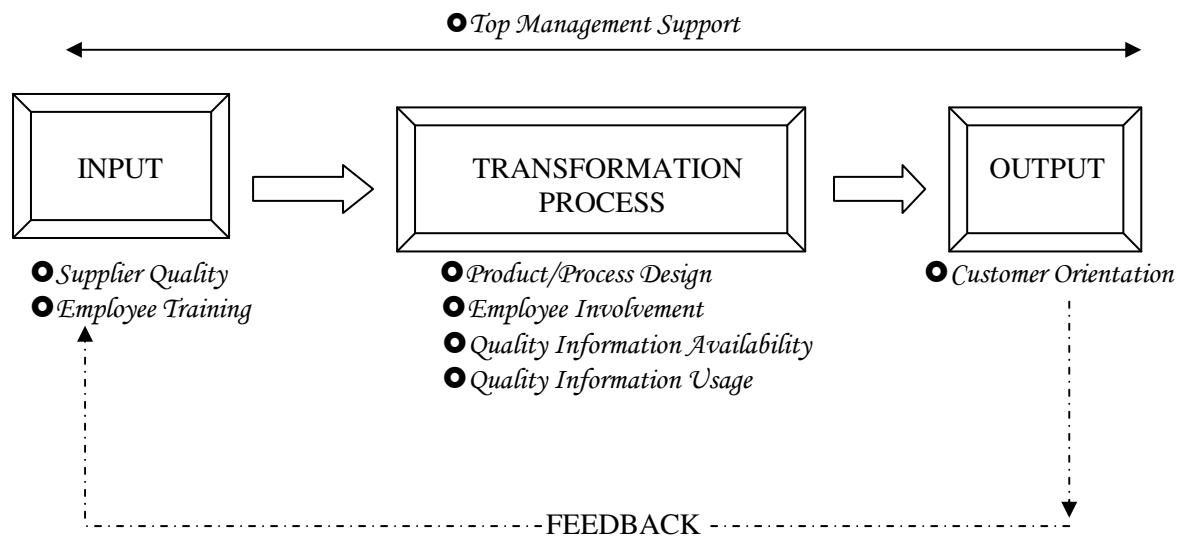 Top Management Support
INPUT
TRANSFORMATION
PROCESS
OUTPUT
Supplier Quality
Employee Training
Product/Process Design
Employee Involvement
Quality Information Availability
Quality Information Usage
Customer Orientation
FEEDBACK